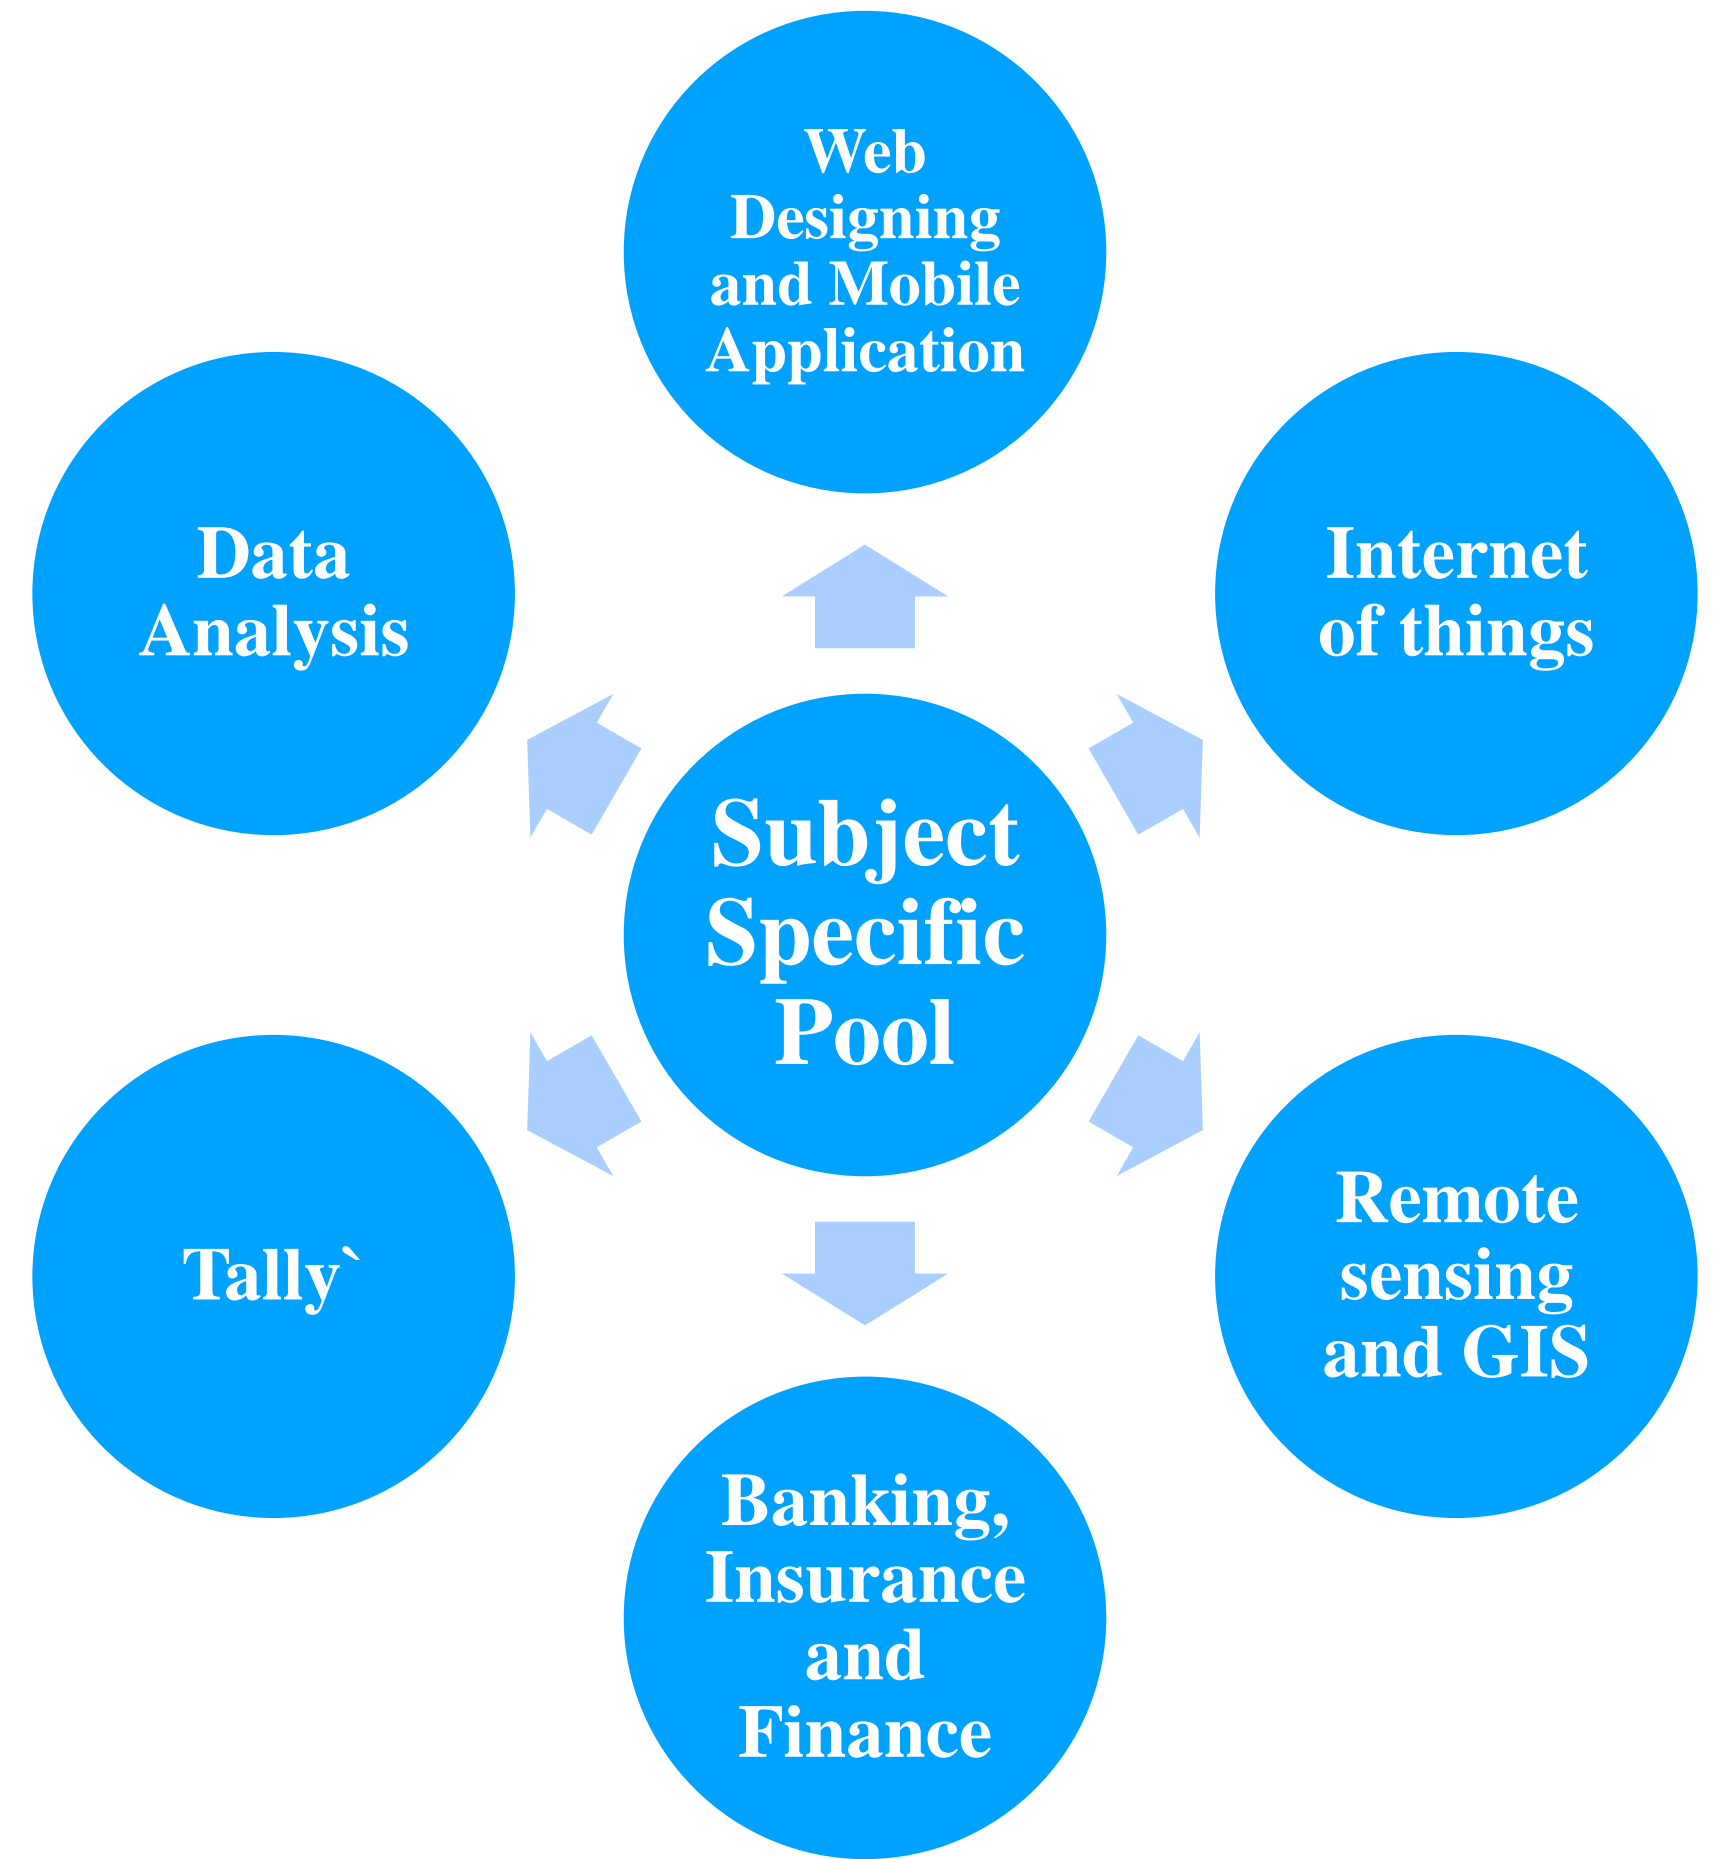 Web
Designing
and Mobile
Application
Data
Analysis
Internet
of things
Subject
Specific
Pool
Tally`
Remote
sensing
and GIS
Banking,
Insurance
and
Finance